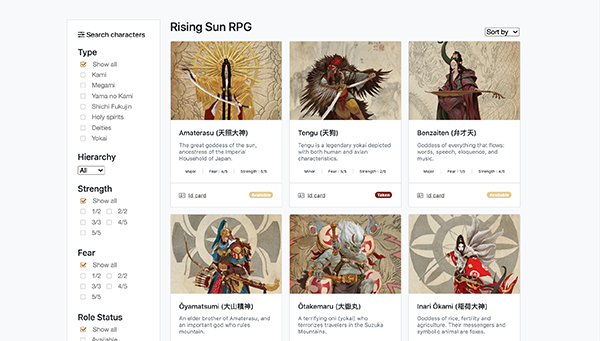 Search characters
Type
Show all
Kami
Megami
Yama no Kami
Shichi Fukujin
Holy spirits
Deities
Yokai
Hierarchy
All
Strength
Show all
1/2 2/2
3/3 4/5
5/5
Fear
Show all
1/2 2/2
3/3 4/5
5/5
Role Status
Show all
Available
Rising Sun RPG
Sort by
Amaterasu (天照大神)
The great goddess of the sun,
ancestress of the Imperial
Household of Japan.
Major Fear : 4/5 Strength : 5/5
id.card
Available
Tengu (天狗)
Tengu is a legendary yokai depicted
with both human and avian
characteristics.
Minor Fear : 4/5 Strength : 3/5
id.card
Taken
Benzaiten (弁才天)
Goddess of everything that flows:
words, speech, eloquence, and
music.
Major Fear : 1/5 Strength : 2/5
id.card
Available
Ōyamatsumi (大山積神)
An elder brother of Amaterasu, and
an important god who rules
mountain.
Ōtakemaru (大嶽丸)
A terrifying oni (yokai) who
terrorizes travelers in the Suzuka
Mountains.
Inari Ōkami (稲荷大神)
Goddess of rice, fertility and
agriculture. Their messengers and
symbolic animal are foxes.